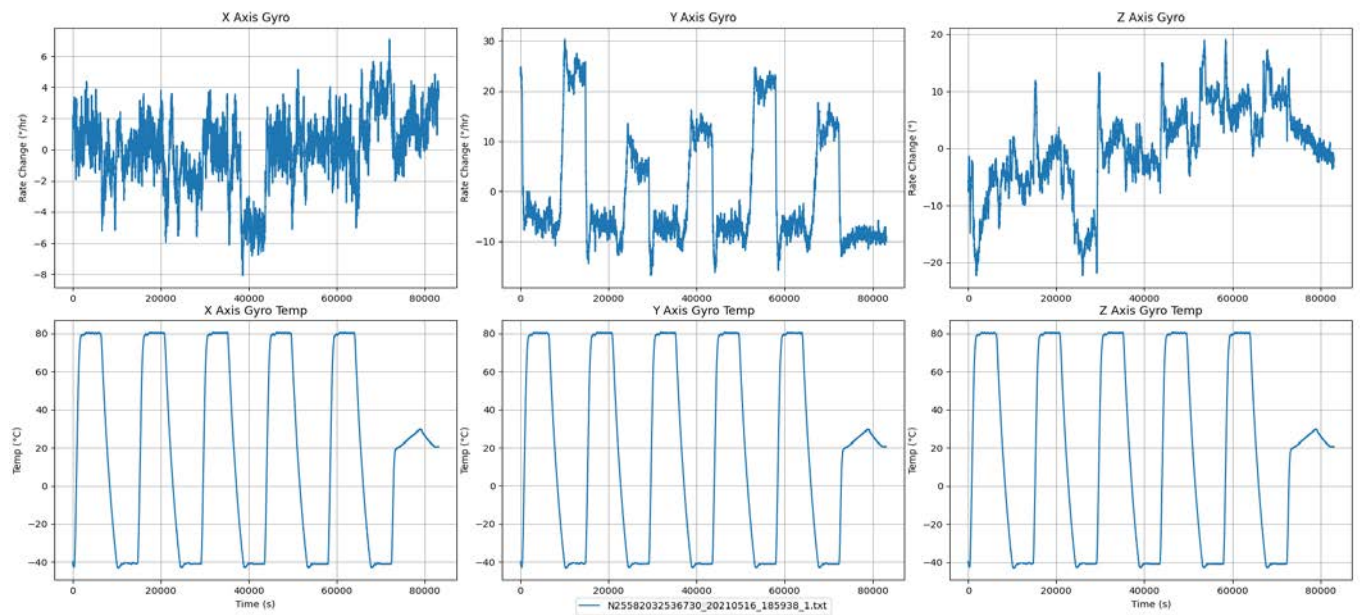 X Axis Gyro
Rate Change (°/hr)
6
4
2
0
−2
−4
−6
−8
0 20000 40000 60000 80000
Y Axis Gyro
Rate Change (°/hr)
30
20
10
0
−10
0 20000 40000 60000 80000
Z Axis Gyro
Rate Change (°)
20
10
0
−10
−20
0 20000 40000 60000 80000
X Axis Gyro Temp
Temp (°C)
80
60
40
20
0
−20
−40
0 20000 40000 60000 80000
Time (s)
Y Axis Gyro Temp
Temp (°C)
80
60
40
20
0
−20
−40
0 20000 40000 60000 80000
Z Axis Gyro Temp
Temp (°C)
80
60
40
20
0
−20
−40
0 20000 40000 60000 80000
Time (s)
N25582032536730_20210516_185938_1.txt